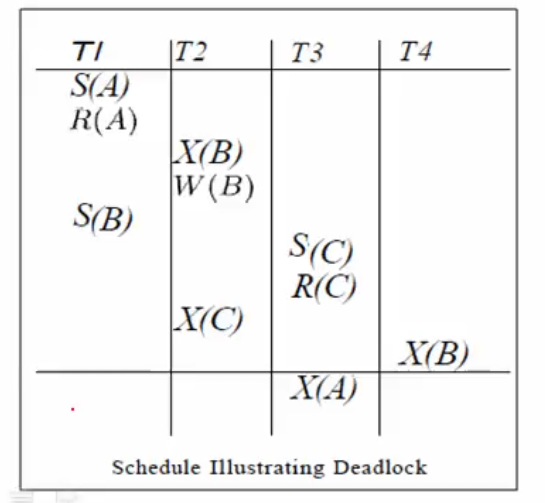 T1 T2 T3 T4
S(A)
R(A)
X(B)
W(B)
S(B)
S(C)
R(C)
X(C)
X(B)
X(A)
Schedule Illustrating Deadlock